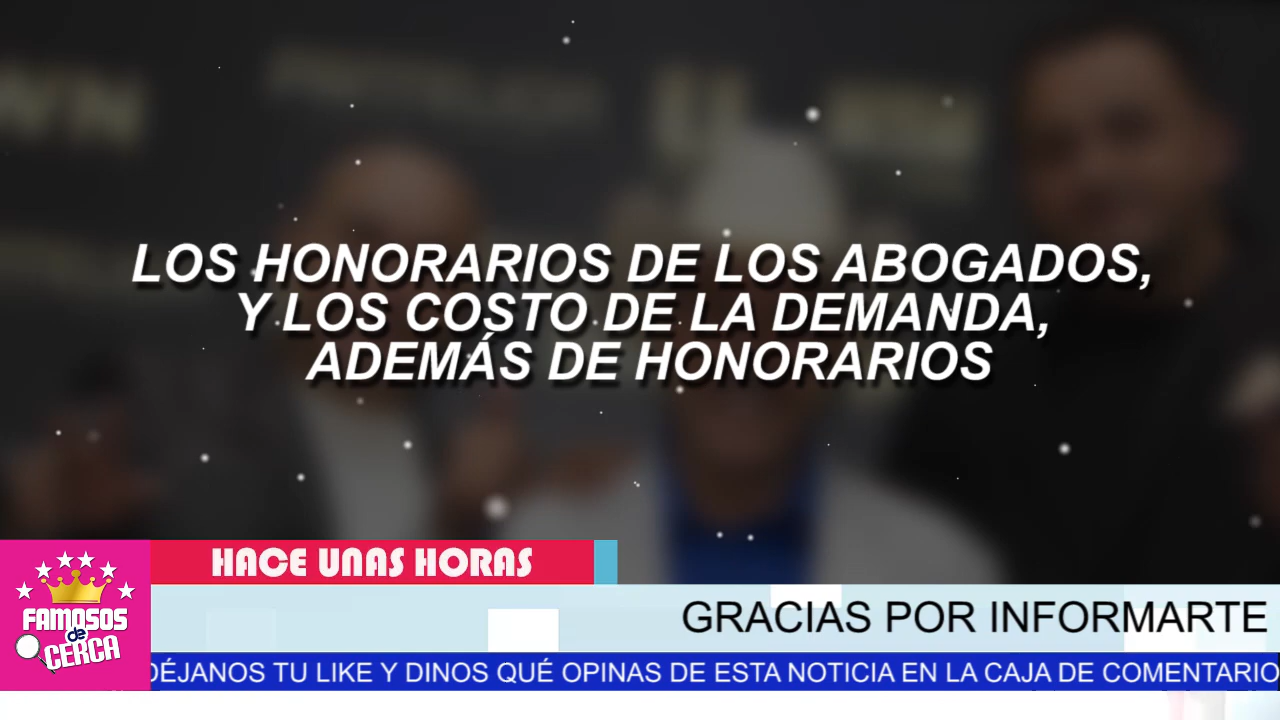 LOS HONORARIOS DE LOS ABOGADOS,
Y LOS COSTO DE LA DEMANDA,
ADEMÁS DE HONORARIOS
HACE UNAS HORAS
FAMOSOS
de
CERCA
GRACIAS POR INFORMARTE
DÉJANOS TU LIKE Y DINOS QUÉ OPINAS DE ESTA NOTICIA EN LA CAJA DE COMENTARIO